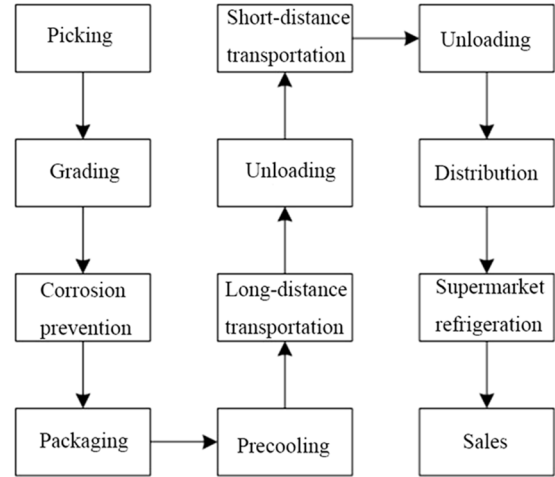 Picking
Grading
Corrosion
prevention
Packaging
Precooling
Long-distance
transportation
Unloading
Short-distance
transportation
Unloading
Distribution
Supermarket
refrigeration
Sales